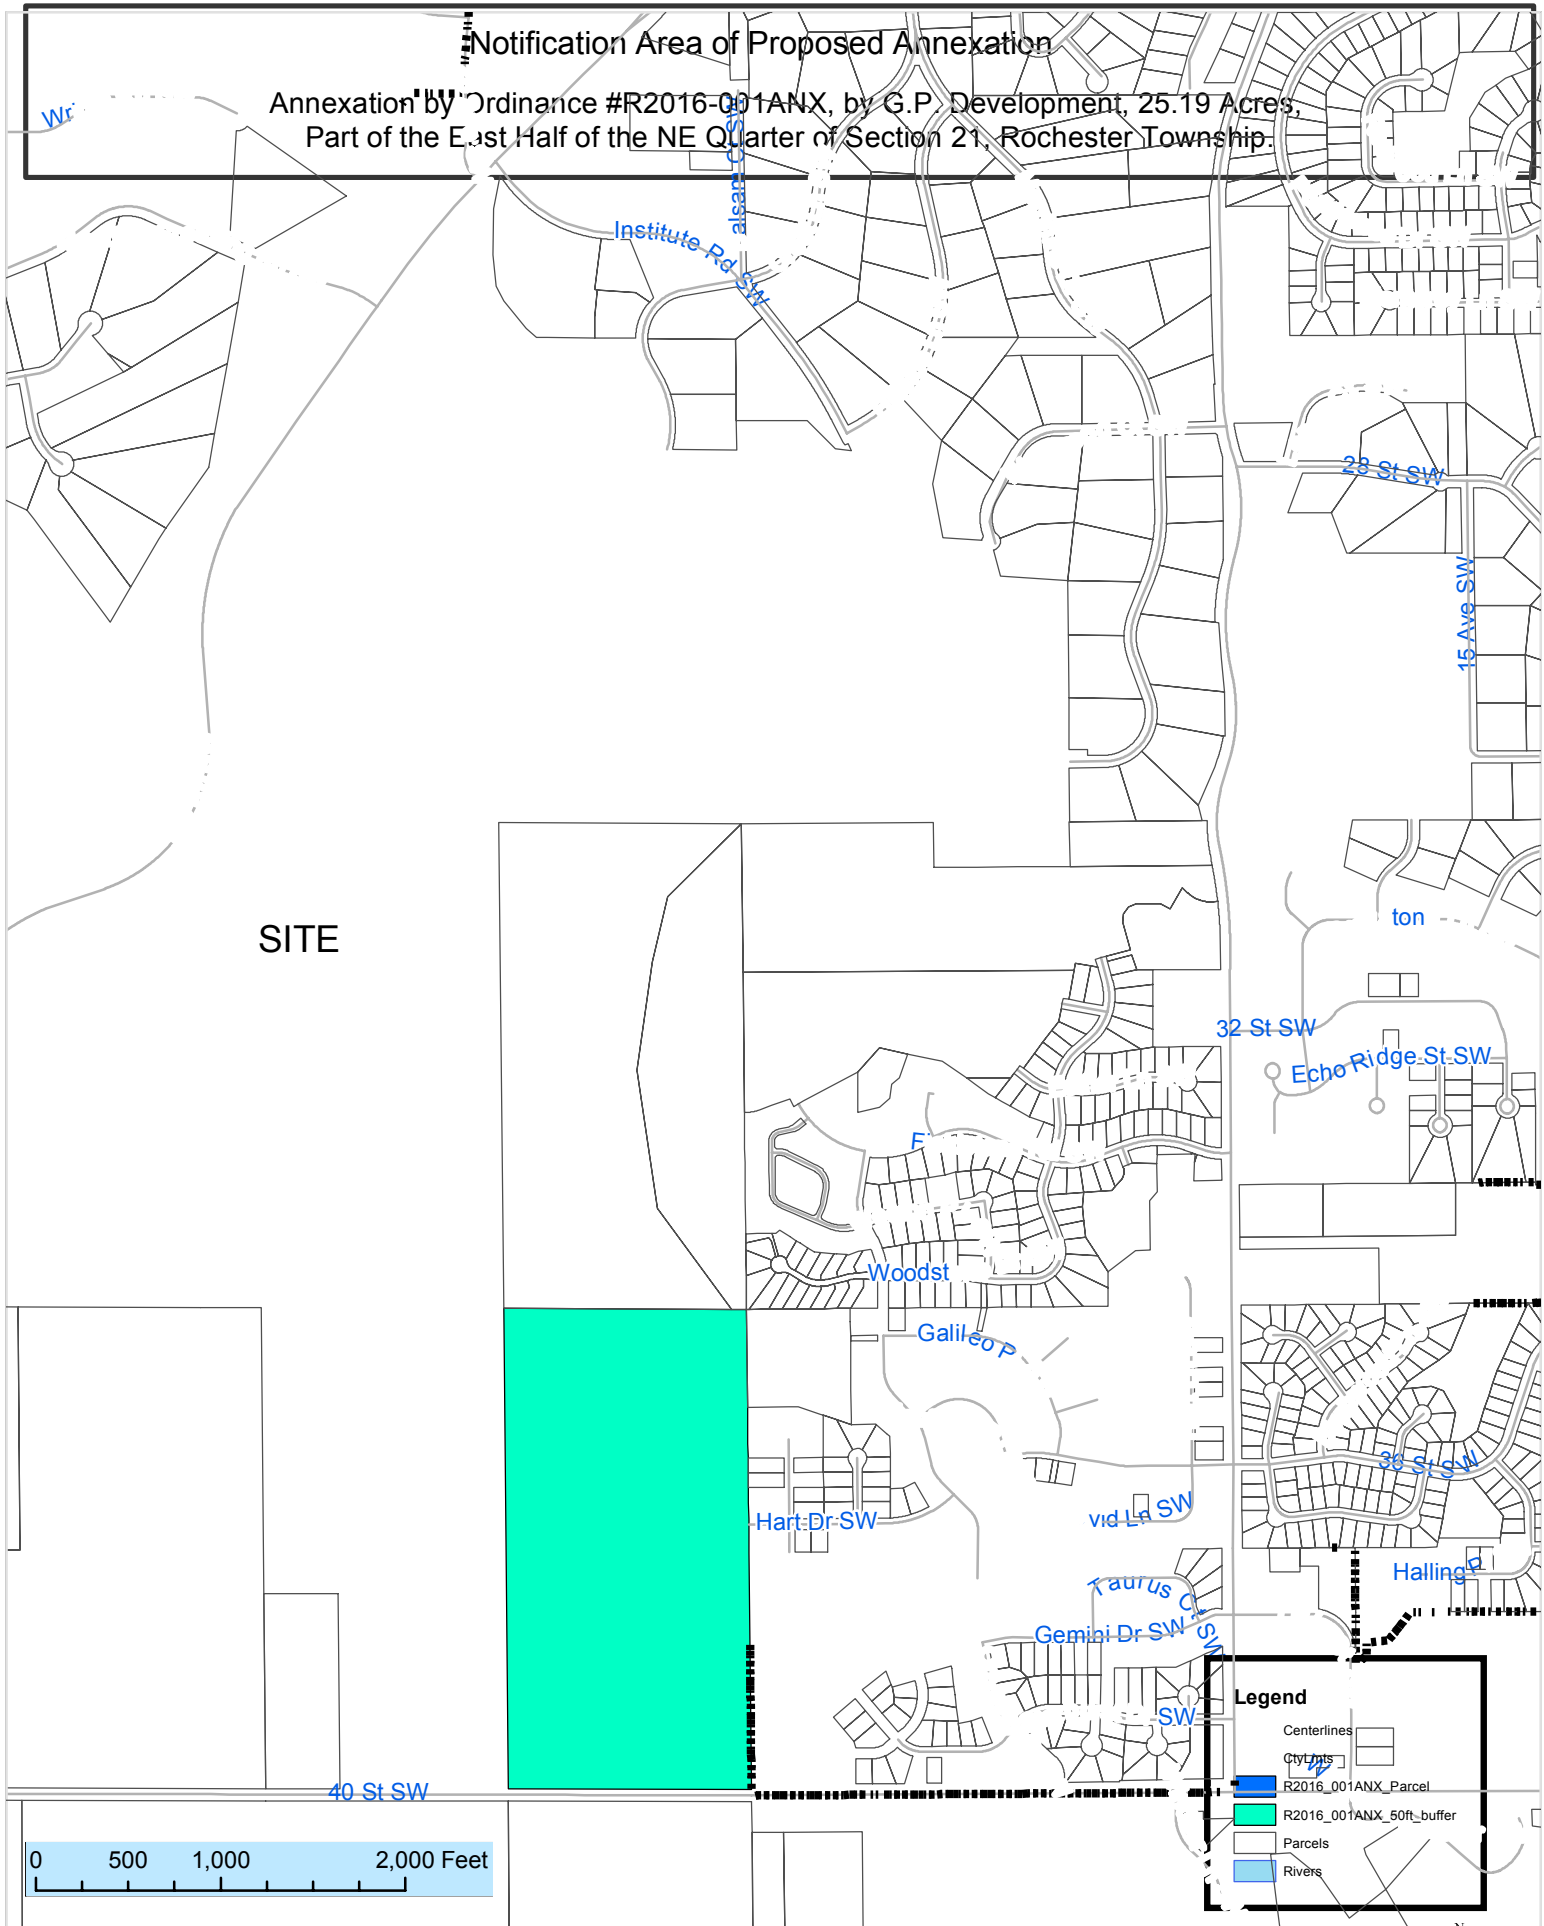 Notification Area of Proposed Annexation
Annexation by Ordinance #R2016-001ANX, by G.P. Development, 25.19 Acres,
Part of the East Half of the NE Quarter of Section 21, Rochester Township.
Institute Rd SW
28 St SW
15 Ave SW
SITE
ton
32 St SW
Echo Ridge St SW
Woodst
Galileo P
36 St SW
Hart Dr SW
vid Ln SW
Halling P
Taurus Ct SW
Gemini Dr SW
SW
40 St SW
Legend
Centerlines
CtyLmts
R2016_001ANX_Parcel
R2016_001ANX_50ft_buffer
Parcels
Rivers
0 500 1,000 2,000 Feet